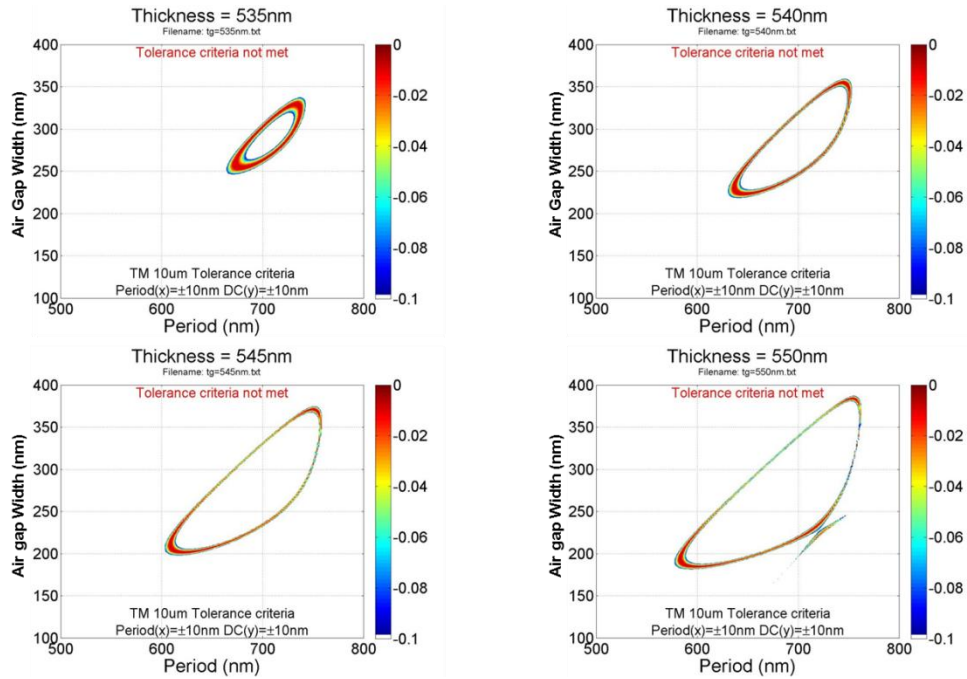 Thickness = 535nm
Filename: tg=535nm.txt
Tolerance criteria not met
400
350
300
250
200
150
100
Air Gap Width (nm)
0
-0.02
-0.04
-0.06
-0.08
-0.1
TM 10um Tolerance criteria
Period(x)=±10nm DC(y)=±10nm
500 600 700 800
Period (nm)
Thickness = 540nm
Filename: tg=540nm.txt
Tolerance criteria not met
400
350
300
250
200
150
100
Air Gap Width (nm)
0
-0.02
-0.04
-0.06
-0.08
-0.1
TM 10um Tolerance criteria
Period(x)=±10nm DC(y)=±10nm
500 600 700 800
Period (nm)
Thickness = 545nm
Filename: tg=545nm.txt
Tolerance criteria not met
400
350
300
250
200
150
100
Air gap Width (nm)
0
-0.02
-0.04
-0.06
-0.08
-0.1
TM 10um Tolerance criteria
Period(x)=±10nm DC(y)=±10nm
500 600 700 800
Period (nm)
Thickness = 550nm
Filename: tg=550nm.txt
Tolerance criteria not met
400
350
300
250
200
150
100
Air gap Width (nm)
0
-0.02
-0.04
-0.06
-0.08
-0.1
TM 10um Tolerance criteria
Period(x)=±10nm DC(y)=±10nm
500 600 700 800
Period (nm)